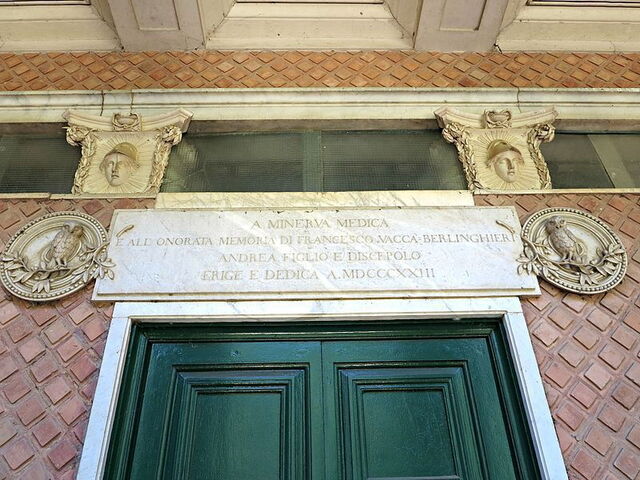 A MINERVA MEDICA
E ALL ONORATA MEMORIA DI FRANCESCO VACCA-BERLINGHIERI
ANDREA FIGLIO E DISCEPOLO
ERIGE E DEDICA A.MDCCCXXIII